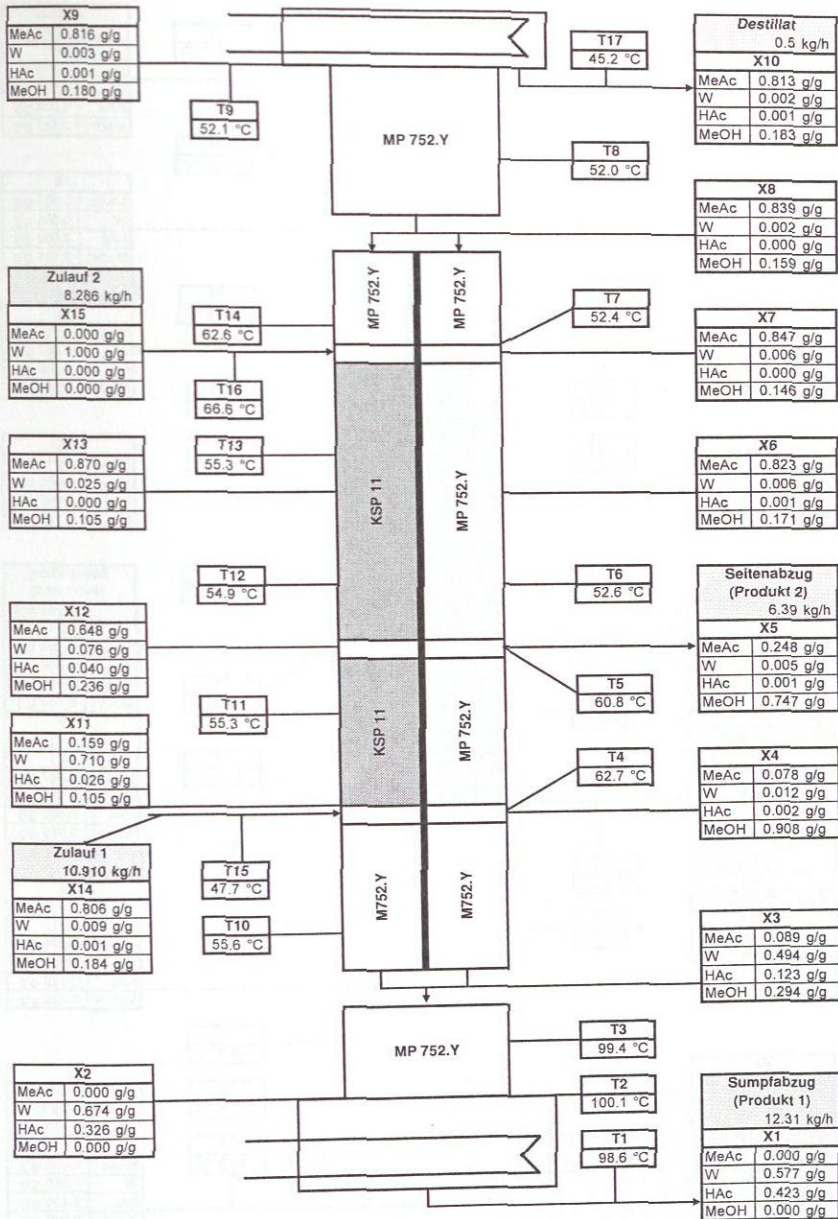 X9
MeAc 0.816 g/g
W 0.003 g/g
HAc 0.001 g/g
MeOH 0.180 g/g
T9
52.1 °C
T17
45.2 °C
Destillat
0.5 kg/h
X10
MeAc 0.813 g/g
W 0.002 g/g
HAc 0.001 g/g
MeOH 0.183 g/g
MP 752.Y
T8
52.0 °C
X8
MeAc 0.839 g/g
W 0.002 g/g
HAc 0.000 g/g
MeOH 0.159 g/g
MP 752.Y
MP 752.Y
Zulauf 2
8.286 kg/h
X15
MeAc 0.000 g/g
W 1.000 g/g
HAc 0.000 g/g
MeOH 0.000 g/g
T14
62.6 °C
T16
66.6 °C
T7
52.4 °C
X7
MeAc 0.847 g/g
W 0.006 g/g
HAc 0.000 g/g
MeOH 0.146 g/g
X13
MeAc 0.870 g/g
W 0.025 g/g
HAc 0.000 g/g
MeOH 0.105 g/g
T13
55.3 °C
KSP 11
MP 752.Y
X6
MeAc 0.823 g/g
W 0.006 g/g
HAc 0.001 g/g
MeOH 0.171 g/g
T12
54.9 °C
T6
52.6 °C
Seitenabzug
(Produkt 2)
6.39 kg/h
X5
MeAc 0.248 g/g
W 0.005 g/g
HAc 0.001 g/g
MeOH 0.747 g/g
X12
MeAc 0.648 g/g
W 0.076 g/g
HAc 0.040 g/g
MeOH 0.236 g/g
T11
55.3 °C
KSP 11
MP 752.Y
T5
60.8 °C
X11
MeAc 0.159 g/g
W 0.710 g/g
HAc 0.026 g/g
MeOH 0.105 g/g
T4
62.7 °C
X4
MeAc 0.078 g/g
W 0.012 g/g
HAc 0.002 g/g
MeOH 0.908 g/g
Zulauf 1
10.910 kg/h
X14
MeAc 0.806 g/g
W 0.009 g/g
HAc 0.001 g/g
MeOH 0.184 g/g
T15
47.7 °C
T10
55.6 °C
M752.Y
M752.Y
X3
MeAc 0.089 g/g
W 0.494 g/g
HAc 0.123 g/g
MeOH 0.294 g/g
MP 752.Y
T3
99.4 °C
X2
MeAc 0.000 g/g
W 0.674 g/g
HAc 0.326 g/g
MeOH 0.000 g/g
T2
100.1 °C
T1
98.6 °C
Sumpfabzug
(Produkt 1)
12.31 kg/h
X1
MeAc 0.000 g/g
W 0.577 g/g
HAc 0.423 g/g
MeOH 0.000 g/g